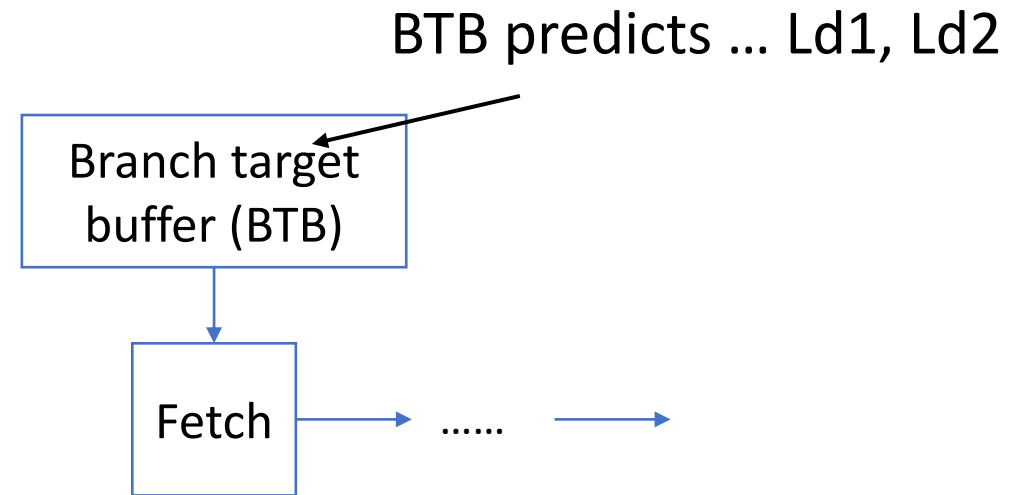 BTB predicts ... Ld1, Ld2
Branch target
buffer (BTB)
Fetch
......